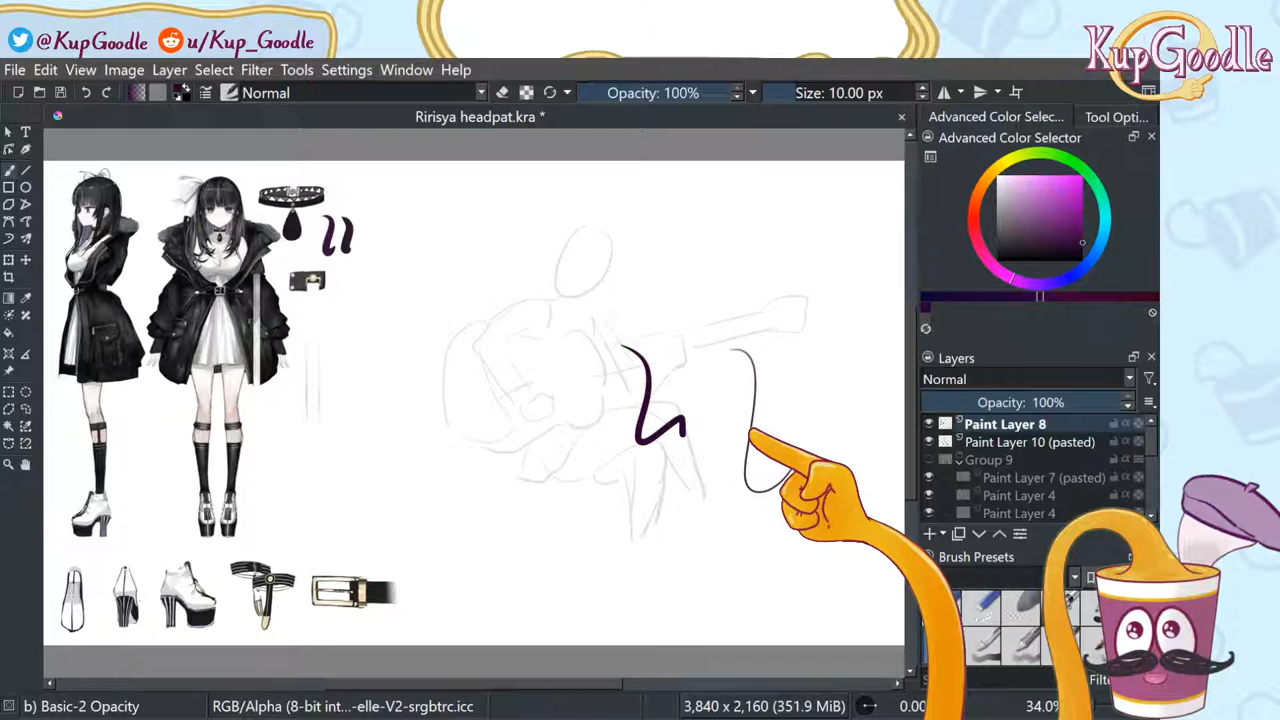 @KupGoodle u/Kup_Goodle
KupGoodle
File Edit View Image Layer Select Filter Tools Settings Window Help
Normal Opacity: 100% Size: 10.00 px
Ririsya headpat.kra *
Advanced Color Selec... Tool Opti...
Advanced Color Selector
Layers
Normal
Opacity: 100%
Paint Layer 8
Paint Layer 10 (pasted)
Group 9
Paint Layer 7 (pasted)
Paint Layer 4
Paint Layer 4
Brush Presets
b) Basic-2 Opacity RGB/Alpha (8-bit int...-elle-V2-srgbtrc.icc 3,840 x 2,160 (351.9 MiB) 34.0%